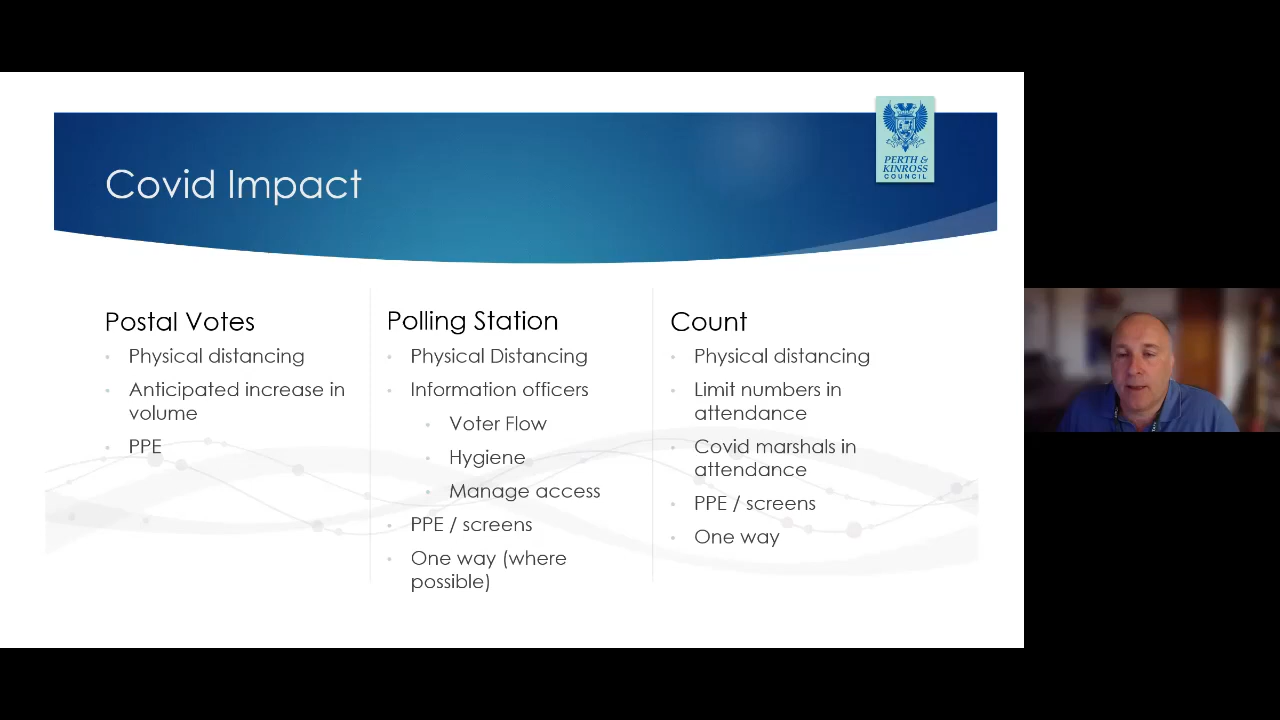 PERTH &
KINROSS
COUNCIL
Covid Impact
Postal Votes
Physical distancing
Anticipated increase in
volume
PPE
Polling Station
Physical Distancing
Information officers
Voter Flow
Hygiene
Manage access
PPE / screens
One way (where
possible)
Count
Physical distancing
Limit numbers in
attendance
Covid marshals in
attendance
PPE / screens
One way